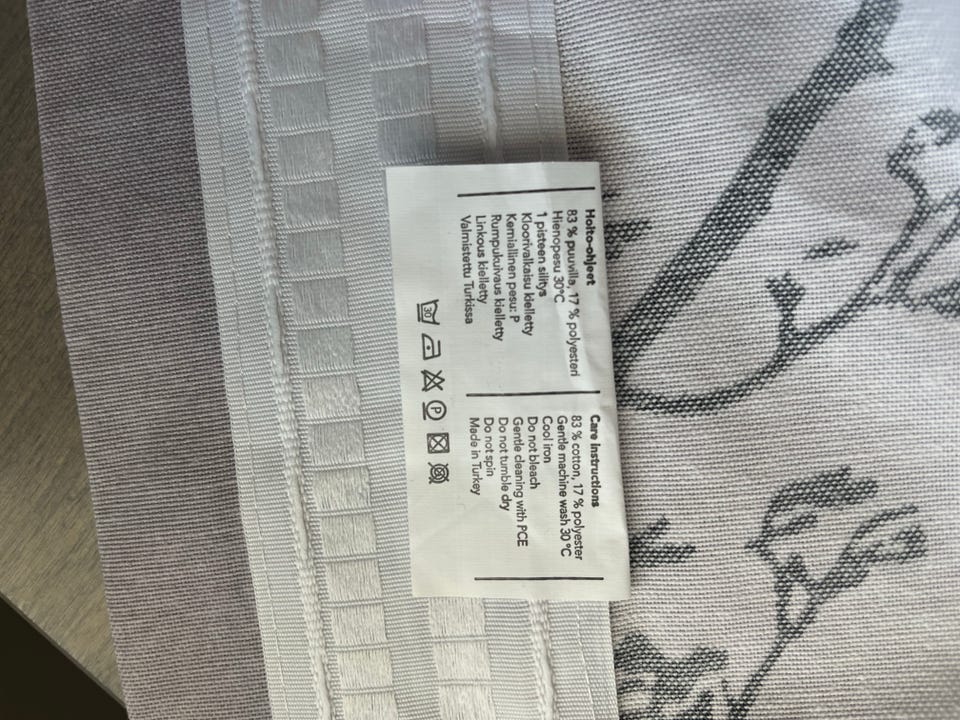 Hoito-ohjeet
83 % puuvilla, 17 % polyesteri
Hienopesu 30°C
1 pisteen silitys
Kloorivalkaisu kielletty
Kemiallinen pesu: P
Rumpukuivaus kielletty
Linkous kielletty
Valmistettu Turkissa
Care instructions
83 % cotton, 17 % polyester
Gentle machine wash 30 °C
Cool iron
Do not bleach
Gentle cleaning with PCE
Do not tumble dry
Do not spin
Made in Turkey
30 P